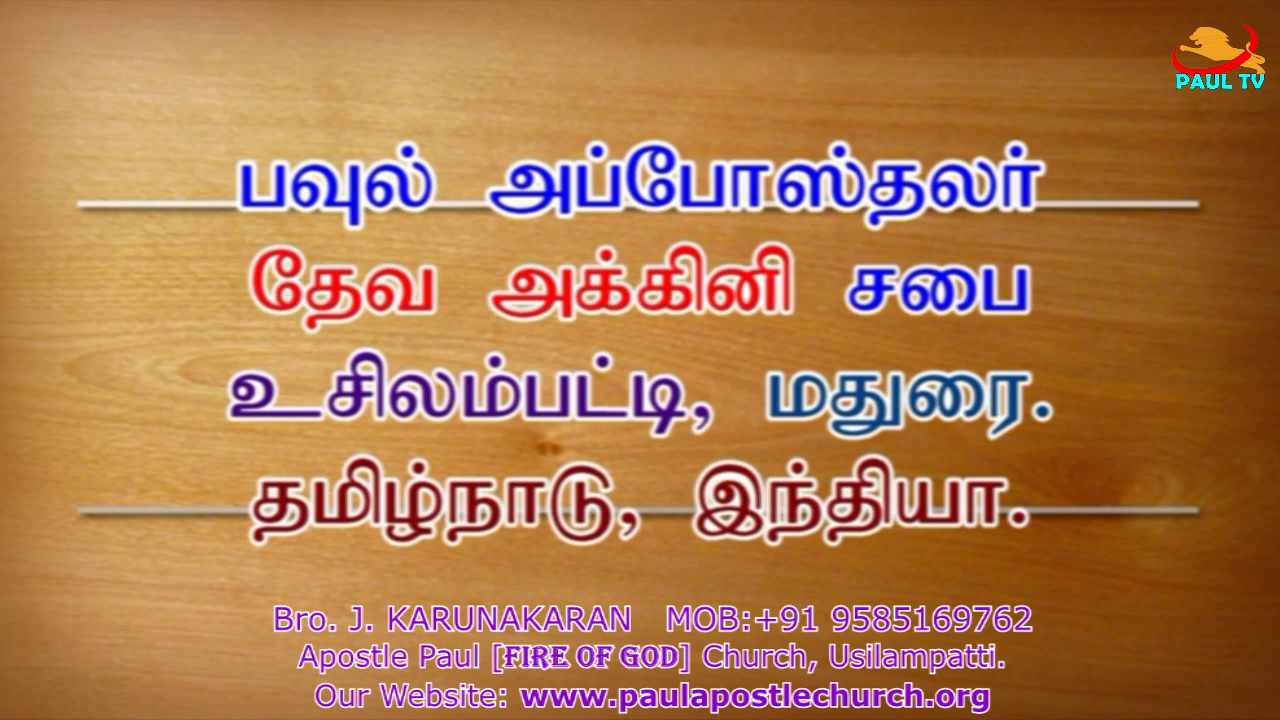 PAUL TV
பவுல் அப்போஸ்தலர்
தேவ அக்கினி சபை
உசிலம்பட்டி, மதுரை.
தமிழ்நாடு, இந்தியா.
Bro. J. KARUNAKARAN MOB:+91 9585169762
Apostle Paul [FIRE OF GOD] Church, Usilampatti.
Our Website: www.paulapostlechurch.org